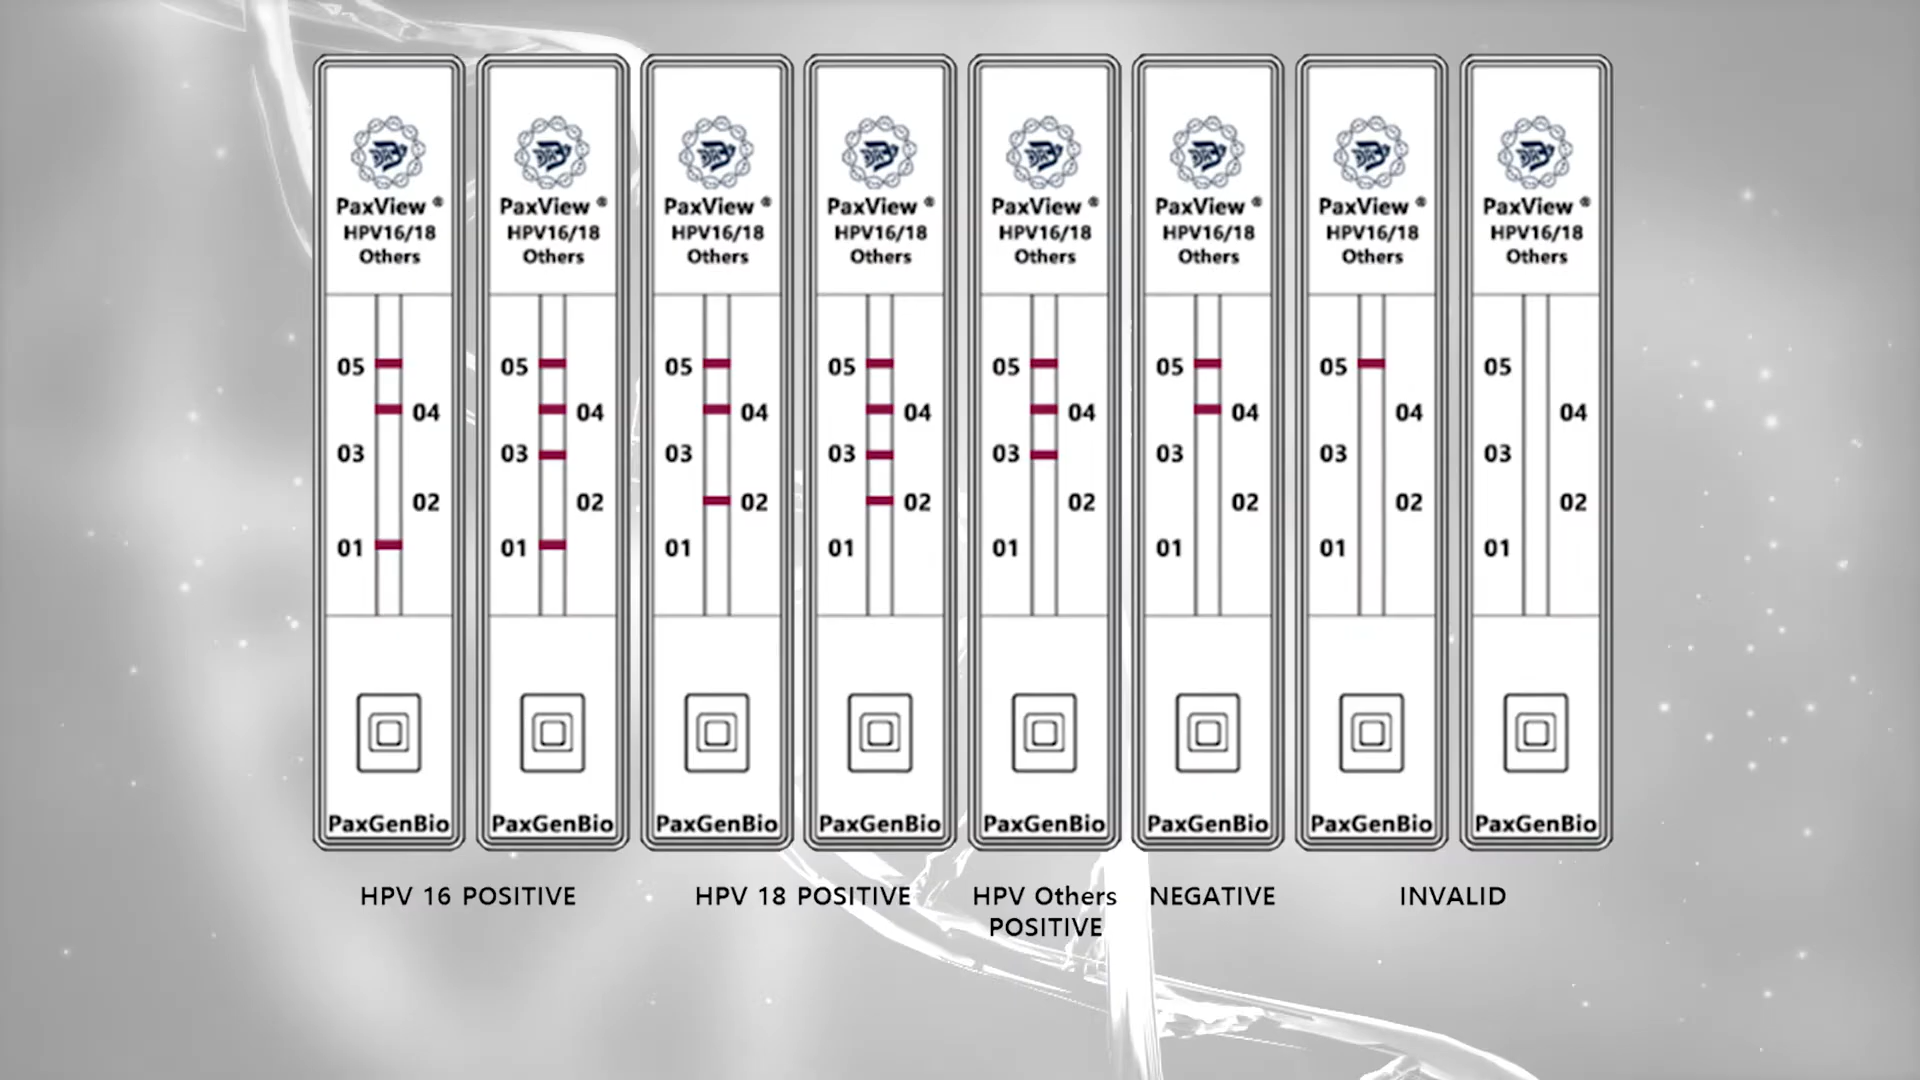 PaxView ®
HPV16/18
Others
05
04
03
02
01
PaxGenBio
PaxView ®
HPV16/18
Others
05
04
03
02
01
PaxGenBio
PaxView ®
HPV16/18
Others
05
04
03
02
01
PaxGenBio
PaxView ®
HPV16/18
Others
05
04
03
02
01
PaxGenBio
PaxView ®
HPV16/18
Others
05
04
03
02
01
PaxGenBio
PaxView ®
HPV16/18
Others
05
04
03
02
01
PaxGenBio
PaxView ®
HPV16/18
Others
05
04
03
02
01
PaxGenBio
PaxView ®
HPV16/18
Others
05
04
03
02
01
PaxGenBio
HPV 16 POSITIVE
HPV 18 POSITIVE
HPV Others
POSITIVE
NEGATIVE
INVALID